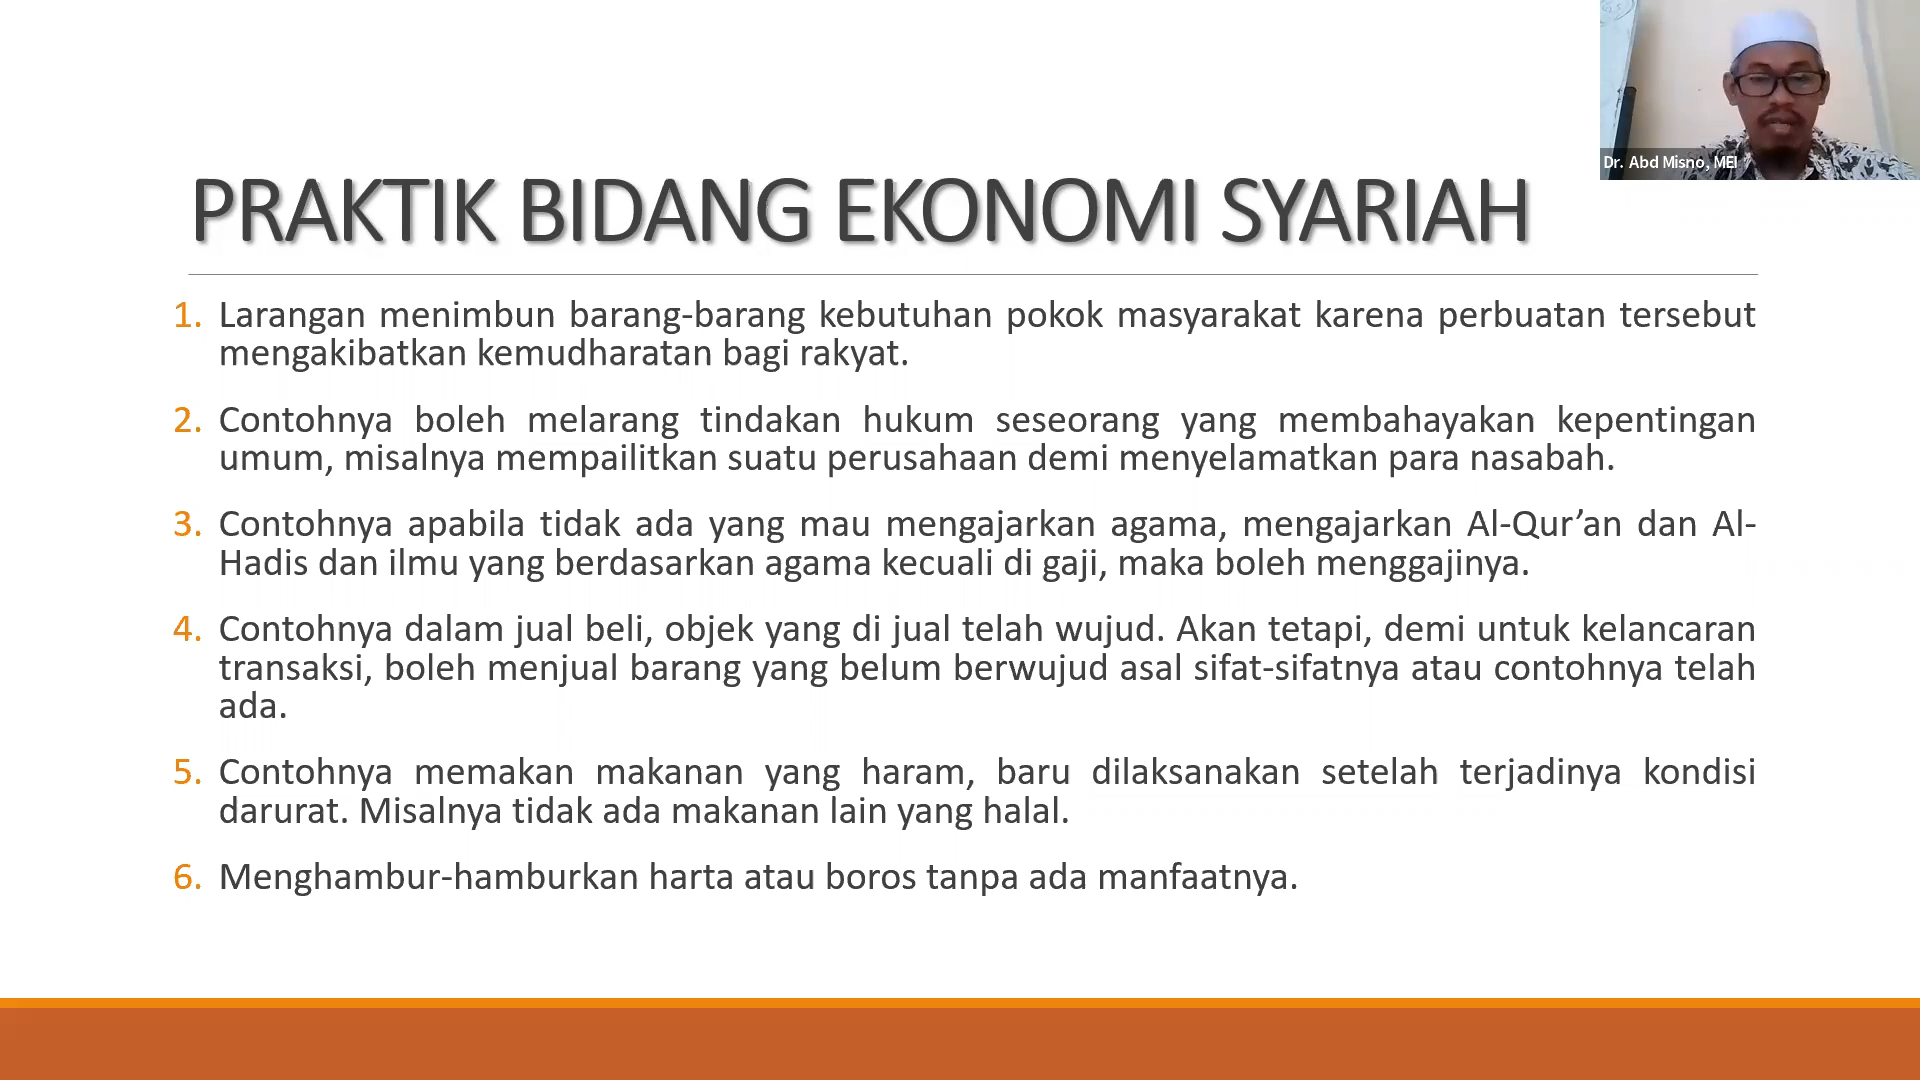 Dr. Abd Misno, MEI
PRAKTIK BIDANG EKONOMI SYARIAH
1. Larangan menimbun barang-barang kebutuhan pokok masyarakat karena perbuatan tersebut
mengakibatkan kemudharatan bagi rakyat.
2. Contohnya boleh melarang tindakan hukum seseorang yang membahayakan kepentingan
umum, misalnya mempailitkan suatu perusahaan demi menyelamatkan para nasabah.
3. Contohnya apabila tidak ada yang mau mengajarkan agama, mengajarkan Al-Qur’an dan Al-
Hadis dan ilmu yang berdasarkan agama kecuali di gaji, maka boleh menggajinya.
4. Contohnya dalam jual beli, objek yang di jual telah wujud. Akan tetapi, demi untuk kelancaran
transaksi, boleh menjual barang yang belum berwujud asal sifat-sifatnya atau contohnya telah
ada.
5. Contohnya memakan makanan yang haram, baru dilaksanakan setelah terjadinya kondisi
darurat. Misalnya tidak ada makanan lain yang halal.
6. Menghambur-hamburkan harta atau boros tanpa ada manfaatnya.